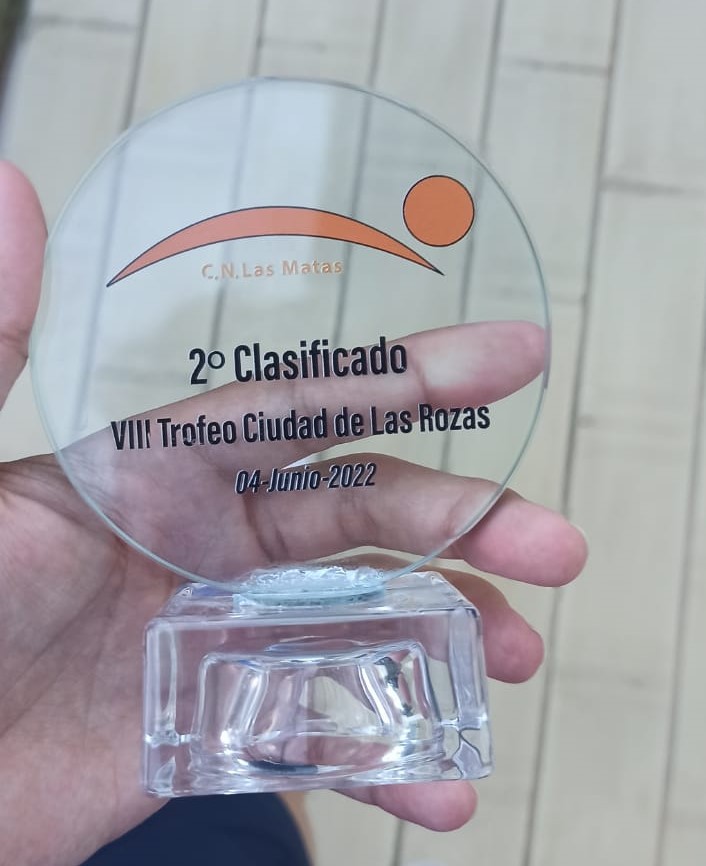 C.N.Las Matas
2º Clasificado
VIII Trofeo Ciudad de Las Rozas
04-Junio-2022